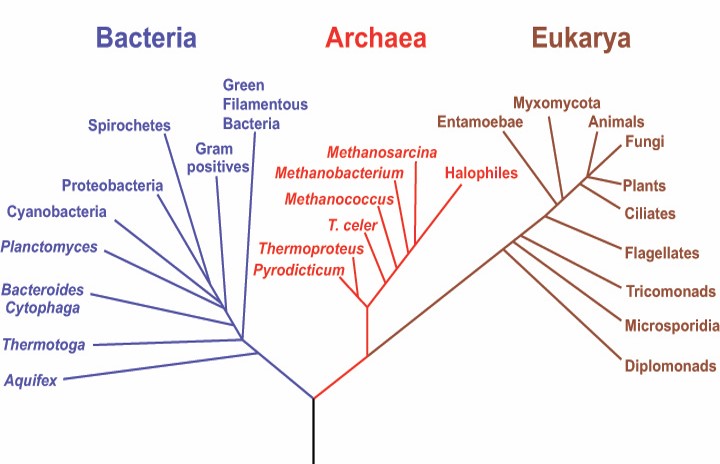 Bacteria
Archaea
Eukarya
Green
Filamentous
Bacteria
Spirochetes
Gram
positives
Proteobacteria
Cyanobacteria
Planctomyces
Bacteroides
Cytophaga
Thermotoga
Aquifex
Methanosarcina
Methanobacterium
Halophiles
Methanococcus
T. celer
Thermoproteus
Pyrodicticum
Myxomycota
Entamoebae
Animals
Fungi
Plants
Ciliates
Flagellates
Tricomonads
Microsporidia
Diplomonads